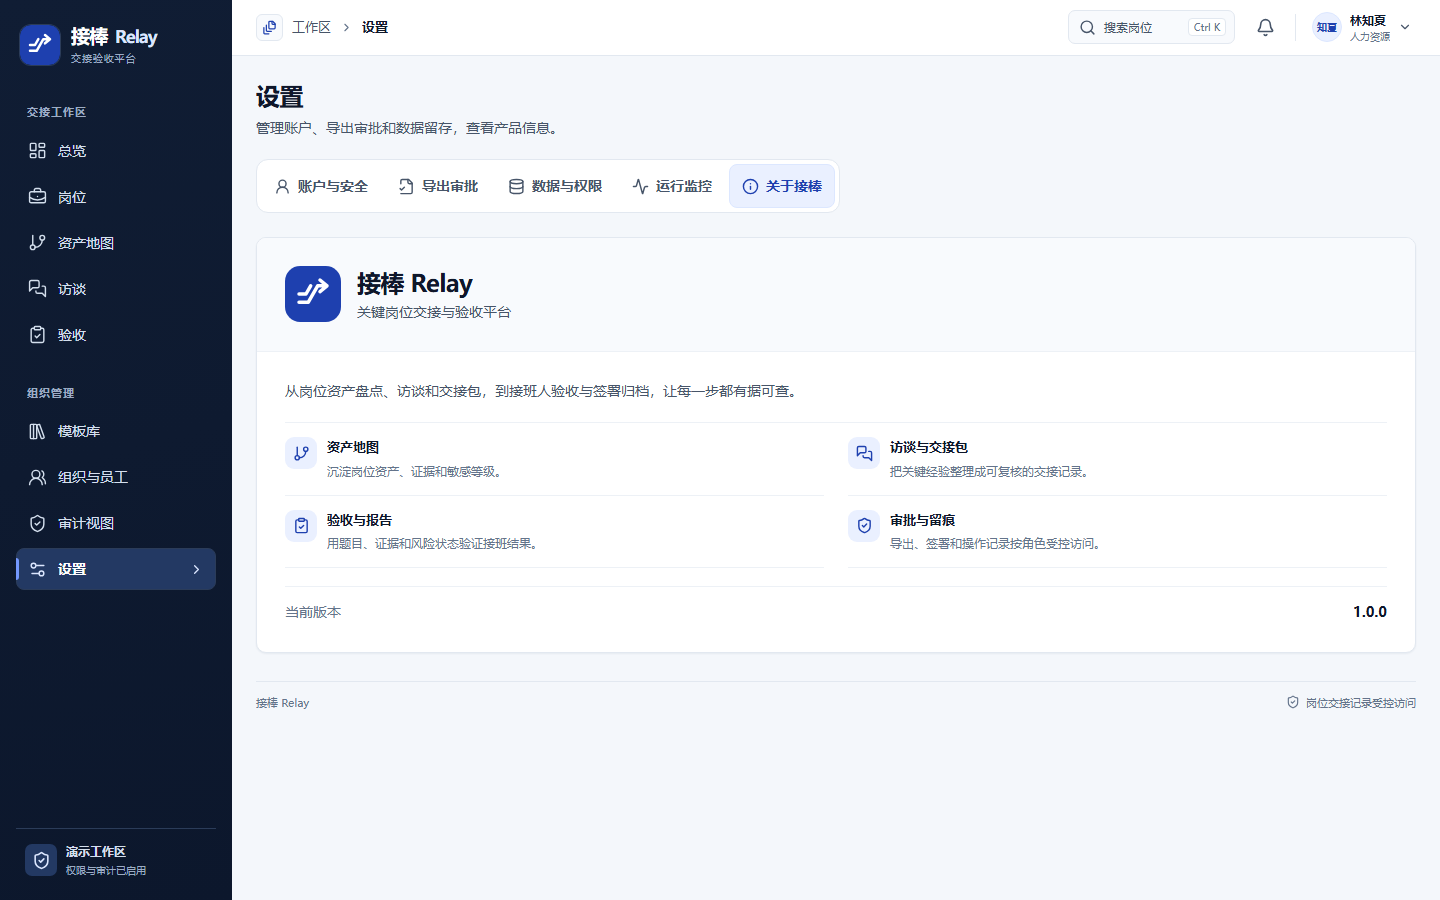 接棒 Relay
交接验收平台
交接工作区
总览
岗位
资产地图
访谈
验收
组织管理
模板库
组织与员工
审计视图
设置
演示工作区
权限与审计已启用
工作区 > 设置
搜索岗位 Ctrl K
知夏
林知夏
人力资源
设置
管理账户、导出审批和数据留存，查看产品信息。
账户与安全 导出审批 数据与权限 运行监控 关于接棒
接棒 Relay
关键岗位交接与验收平台
从岗位资产盘点、访谈和交接包，到接班人验收与签署归档，让每一步都有据可查。
资产地图
沉淀岗位资产、证据和敏感等级。
访谈与交接包
把关键经验整理成可复核的交接记录。
验收与报告
用题目、证据和风险状态验证接班结果。
审批与留痕
导出、签署和操作记录按角色受控访问。
当前版本 1.0.0
接棒 Relay
岗位交接记录受控访问